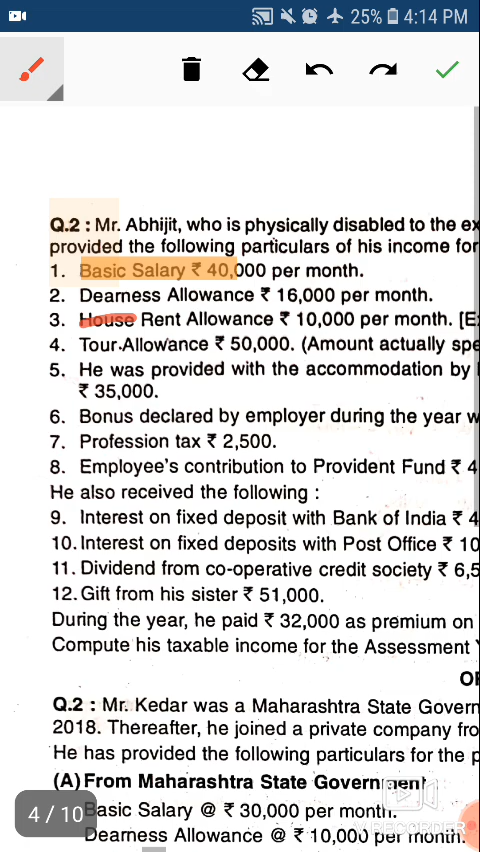 25% 4:14 PM
Q.2 : Mr. Abhijit, who is physically disabled to the ex
provided the following particulars of his income for
1. Basic Salary ₹ 40,000 per month.
2. Dearness Allowance ₹ 16,000 per month.
3. House Rent Allowance ₹ 10,000 per month. [Ex
4. Tour Allowance ₹ 50,000. (Amount actually spe
5. He was provided with the accommodation by
₹ 35,000.
6. Bonus declared by employer during the year w
7. Profession tax ₹ 2,500.
8. Employee's contribution to Provident Fund ₹ 4
He also received the following :
9. Interest on fixed deposit with Bank of India ₹ 4
10. Interest on fixed deposits with Post Office ₹ 10
11. Dividend from co-operative credit society ₹ 6,5
12. Gift from his sister ₹ 51,000.
During the year, he paid ₹ 32,000 as premium on
Compute his taxable income for the Assessment
OR
Q.2 : Mr. Kedar was a Maharashtra State Govern
2018. Thereafter, he joined a private company fro
He has provided the following particulars for the p
(A) From Maharashtra State Government
4 / 10
Basic Salary @ ₹ 30,000 per month.
Dearness Allowance @ ₹ 10,000 per month.
VIDEO RECORDER